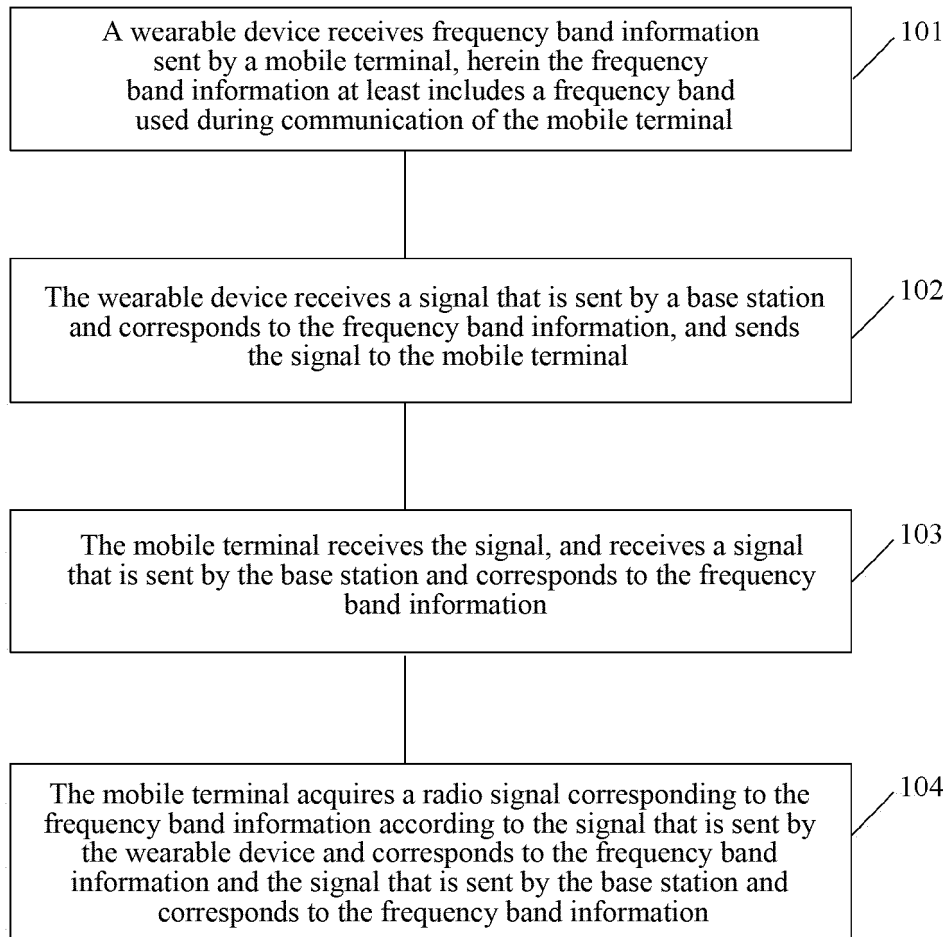 A wearable device receives frequency band information
sent by a mobile terminal, herein the frequency
band information at least includes a frequency band
used during communication of the mobile terminal
101
The wearable device receives a signal that is sent by a base station
and corresponds to the frequency band information, and sends
the signal to the mobile terminal
102
The mobile terminal receives the signal, and receives a signal
that is sent by the base station and corresponds to the frequency
band information
103
The mobile terminal acquires a radio signal corresponding to the
frequency band information according to the signal that is sent by
the wearable device and corresponds to the frequency band
information and the signal that is sent by the base station and
corresponds to the frequency band information
104